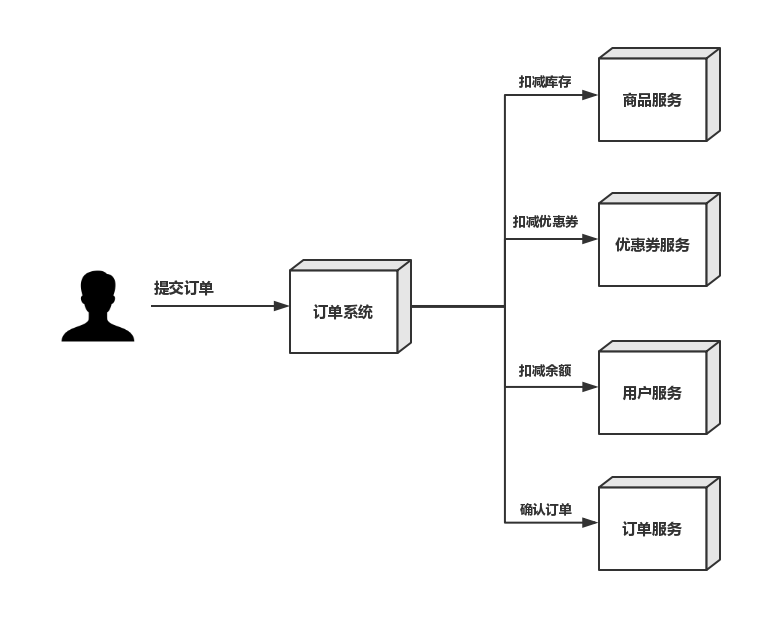 扣减库存
商品服务
扣减优惠券
优惠券服务
提交订单
订单系统
扣减余额
用户服务
确认订单
订单服务